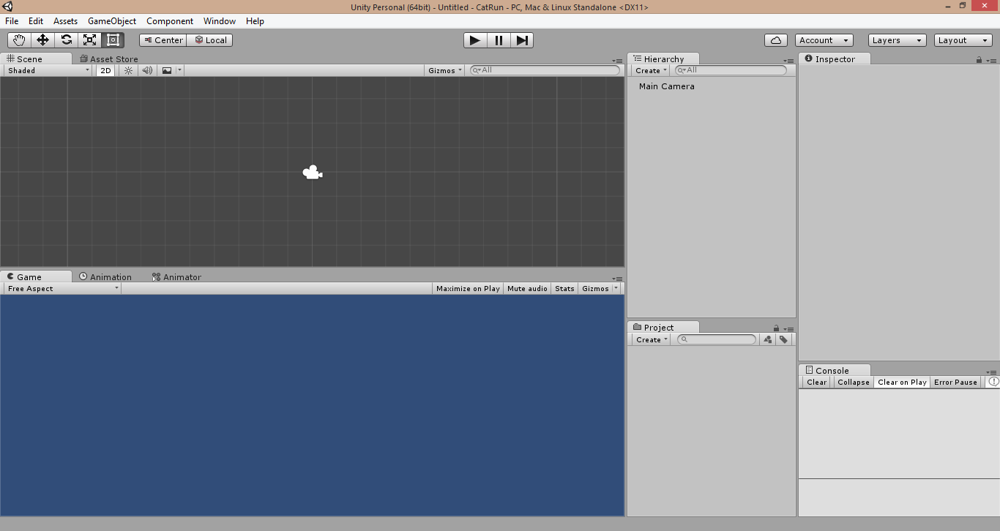 Unity Personal (64bit) - Untitled - CatRun - PC, Mac & Linux Standalone <DX11>
File Edit Assets GameObject Component Window Help
Center Local Account Layers Layout
Scene Asset Store
Shaded 2D Gizmos All
Hierarchy
Create All
Main Camera
Inspector
Game Animation Animator
Free Aspect Maximize on Play Mute audio Stats Gizmos
Project
Create
Console
Clear Collapse Clear on Play Error Pause